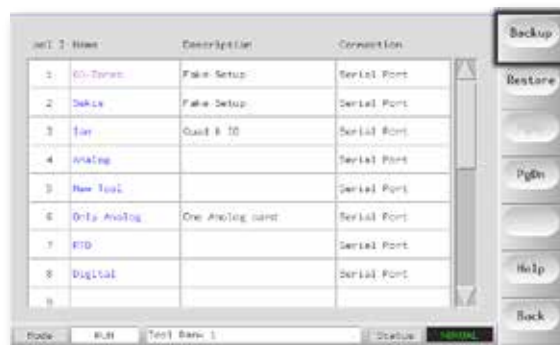 Name Description Connection
1 Fake Setup Serial Port
2 Fake Setup Serial Port
3 Serial Port
4 Analog Serial Port
5 New Tool Serial Port
6 Only Analog One Analog card Serial Port
7 RTD Serial Port
8 Digital Serial Port
9
Backup
Restore
PgDn
Help
Back
Mode RUN Tool Bank 1 Status NORMAL